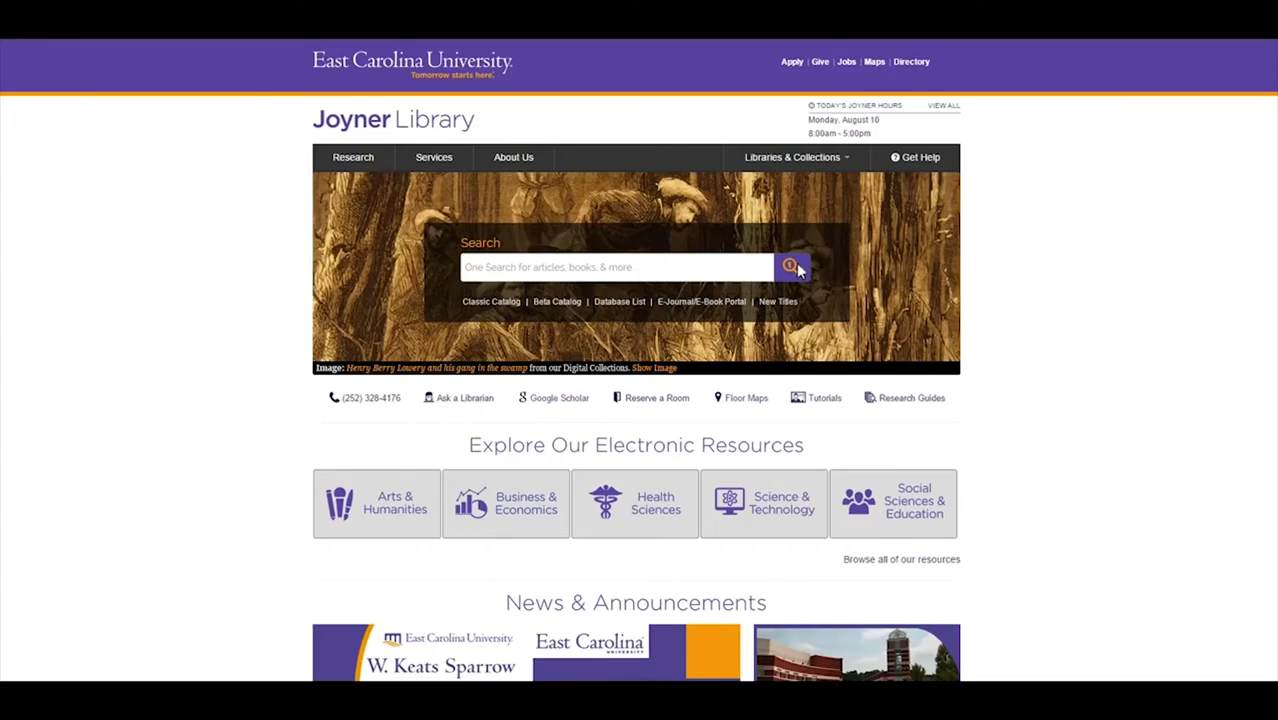 East Carolina University.
Tomorrow starts here.
Apply | Give | Jobs | Maps | Directory
Joyner Library
TODAY'S JOYNER HOURS VIEW ALL
Monday, August 10
8:00am - 5:00pm
Research Services About Us Libraries & Collections Get Help
Search
One Search for articles, books, & more
1
Classic Catalog | Beta Catalog | Database List | E-Journal/E-Book Portal | New Titles
Image: Henry Berry Lowery and his gang in the swamp from our Digital Collections. Show Image
(252) 328-4176 Ask a Librarian Google Scholar Reserve a Room Floor Maps Tutorials Research Guides
Explore Our Electronic Resources
Arts &
Humanities
Business &
Economics
Health
Sciences
Science &
Technology
Social
Sciences &
Education
Browse all of our resources
News & Announcements
East Carolina University.
W. Keats Sparrow
East Carolina
UNIVERSITY